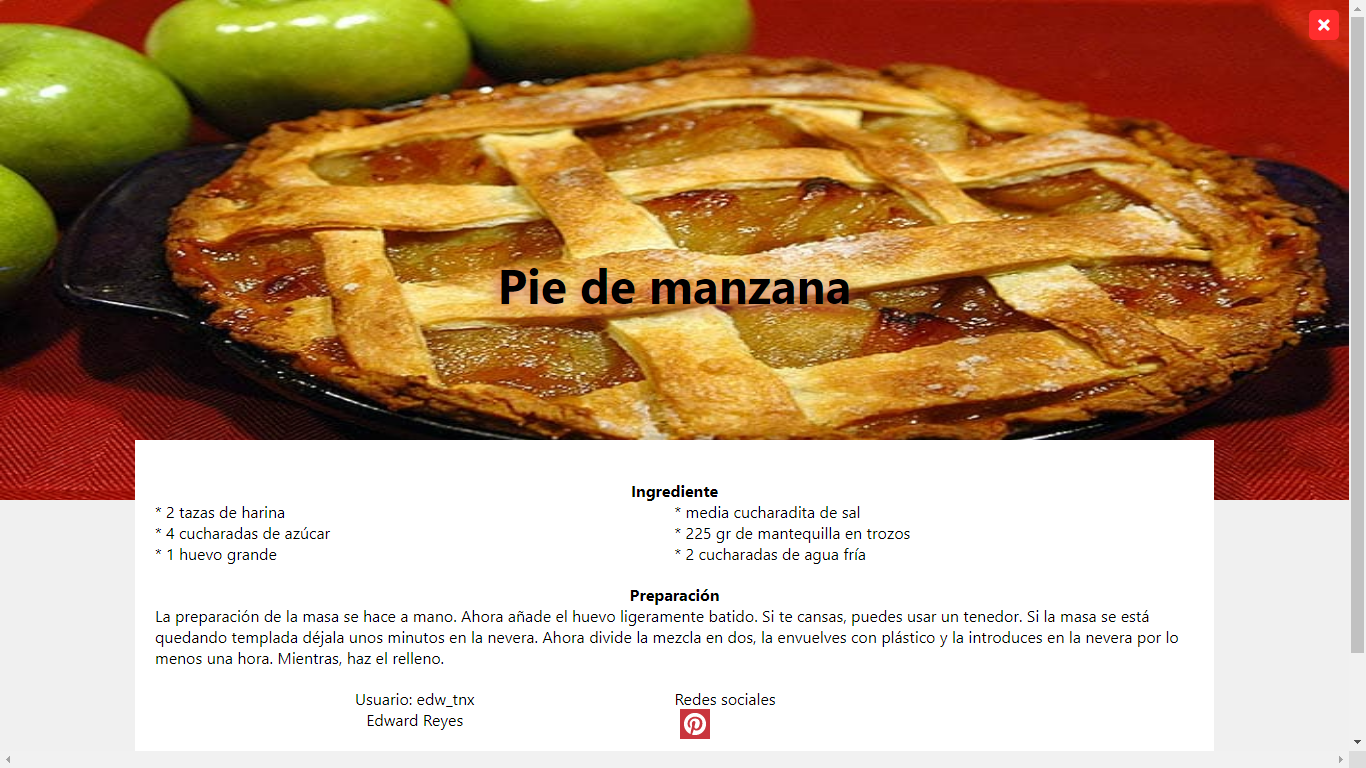 Pie de manzana
Ingrediente
* 2 tazas de harina
* media cucharadita de sal
* 4 cucharadas de azúcar
* 225 gr de mantequilla en trozos
* 1 huevo grande
* 2 cucharadas de agua fría
Preparación
La preparación de la masa se hace a mano. Ahora añade el huevo ligeramente batido. Si te cansas, puedes usar un tenedor. Si la masa se está
quedando templada déjala unos minutos en la nevera. Ahora divide la mezcla en dos, la envuelves con plástico y la introduces en la nevera por lo
menos una hora. Mientras, haz el relleno.
Usuario: edw_tnx
Edward Reyes
Redes sociales